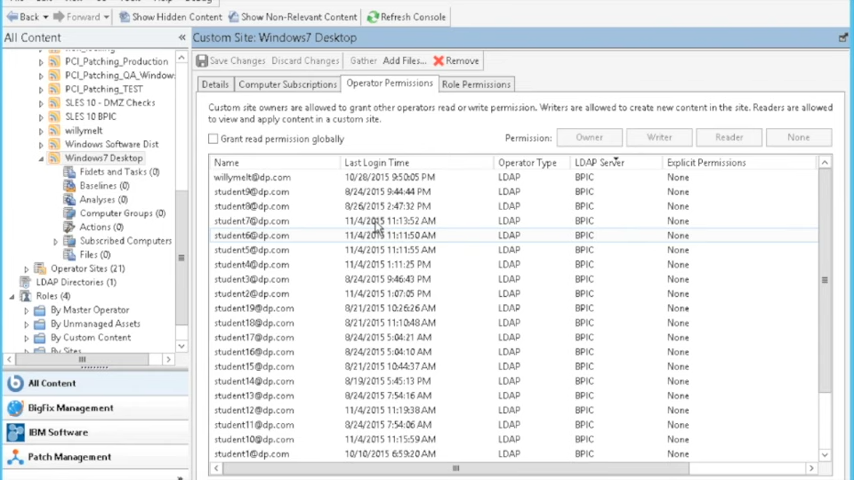 Back Forward Show Hidden Content Show Non-Relevant Content Refresh Console
All Content « Custom Site: Windows7 Desktop
PCI_Patching_Production
PCI_Patching_QA_Window:
PCI_Patching_TEST
SLES 10 - DMZ Checks
SLES 10 BPIC
willymelt
Windows Software Dist
Windows7 Desktop
Fixlets and Tasks (0)
Baselines (0)
Analyses (0)
Computer Groups (0)
Actions (0)
Subscribed Computers
Files (0)
Operator Sites (21)
LDAP Directories (1)
Roles (4)
By Master Operator
By Unmanaged Assets
By Custom Content
By Sites
All Content
BigFix Management
IBM Software
Patch Management
»
Save Changes Discard Changes Gather Add Files... Remove
Details Computer Subscriptions Operator Permissions Role Permissions
Custom site owners are allowed to grant other operators read or write permission. Writers are allowed to create new content in the site. Readers are allowed
to view and apply content in a custom site.
Grant read permission globally Permission: Owner Writer Reader None
Name Last Login Time Operator Type LDAP Server Explicit Permissions
willymelt@dp.com 10/28/2015 9:50:05 PM LDAP BPIC None
student9@dp.com 8/24/2015 9:44:44 PM LDAP BPIC None
student8@dp.com 8/26/2015 2:47:32 PM LDAP BPIC None
student7@dp.com 11/4/2015 11:13:52 AM LDAP BPIC None
student6@dp.com 11/4/2015 11:11:50 AM LDAP BPIC None
student5@dp.com 11/4/2015 11:11:55 AM LDAP BPIC None
student4@dp.com 11/4/2015 1:11:25 PM LDAP BPIC None
student3@dp.com 8/24/2015 9:46:43 PM LDAP BPIC None
student2@dp.com 11/4/2015 1:07:05 PM LDAP BPIC None
student19@dp.com 8/21/2015 10:26:26 AM LDAP BPIC None
student18@dp.com 8/21/2015 11:10:48 AM LDAP BPIC None
student17@dp.com 8/24/2015 5:04:21 AM LDAP BPIC None
student16@dp.com 8/24/2015 5:04:10 AM LDAP BPIC None
student15@dp.com 8/21/2015 10:44:37 AM LDAP BPIC None
student14@dp.com 8/19/2015 5:45:13 PM LDAP BPIC None
student13@dp.com 8/24/2015 7:54:16 AM LDAP BPIC None
student12@dp.com 11/4/2015 11:19:38 AM LDAP BPIC None
student11@dp.com 8/24/2015 7:54:06 AM LDAP BPIC None
student10@dp.com 11/4/2015 11:15:59 AM LDAP BPIC None
student1@dp.com 10/10/2015 6:59:20 AM LDAP BPIC None